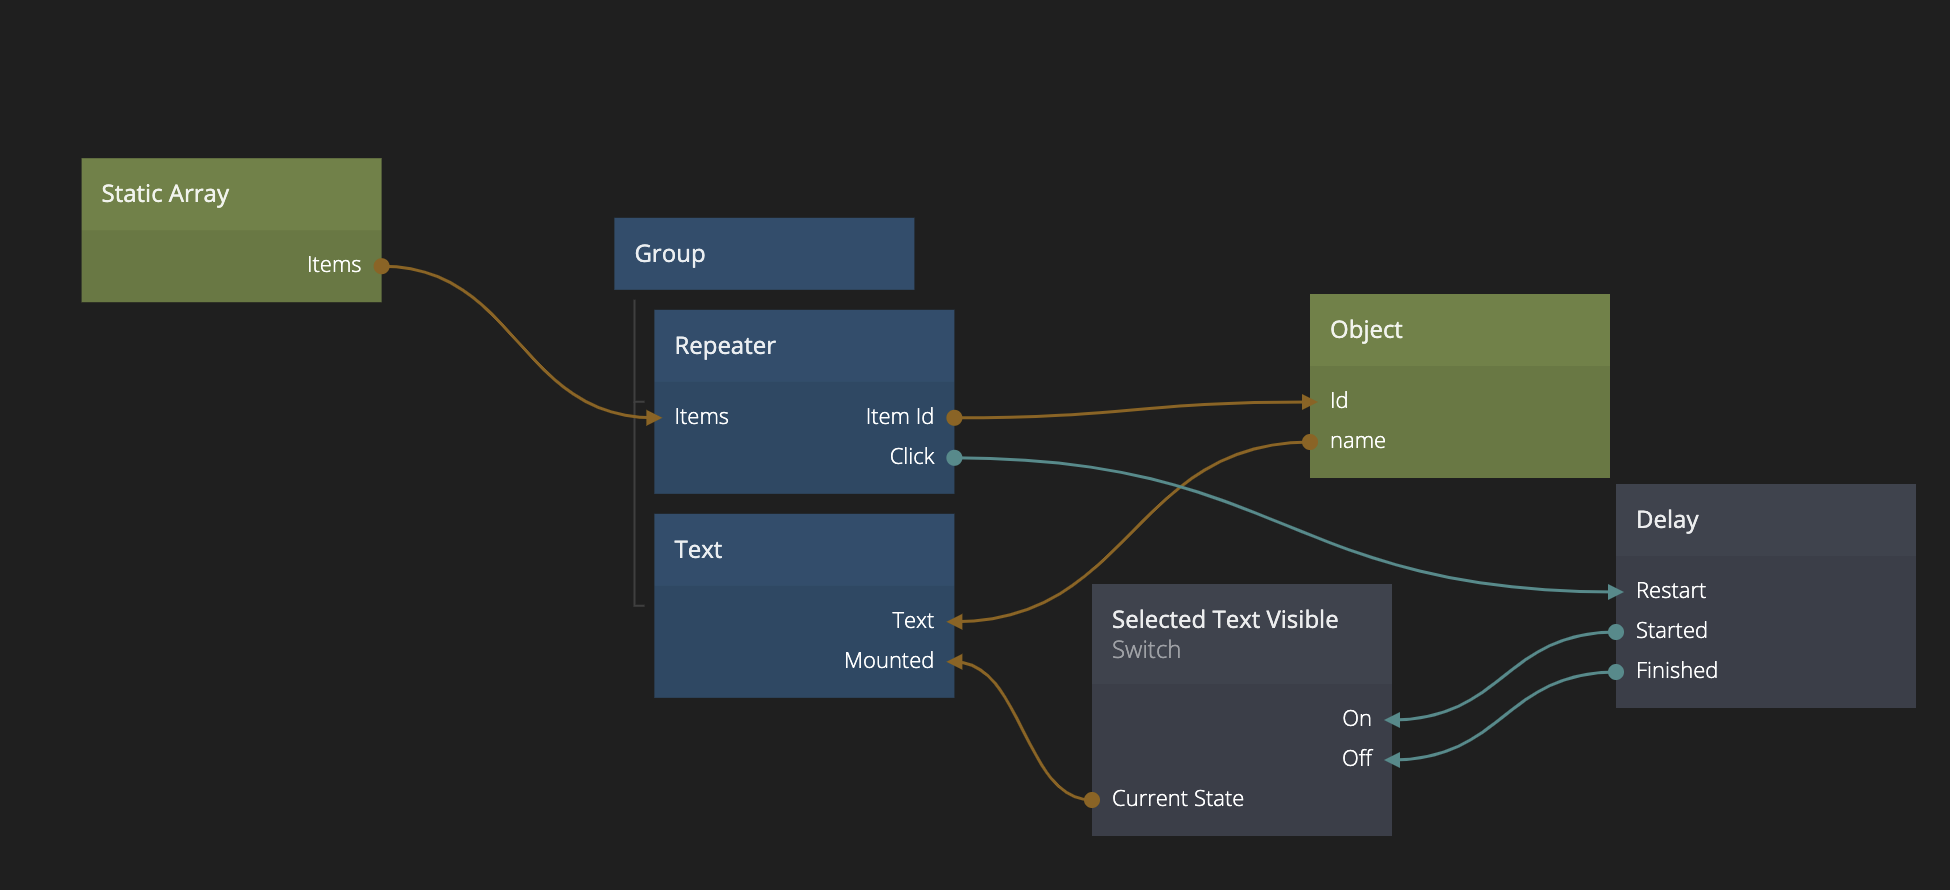 Static Array
Items
Group
Repeater
Items
Item Id
Click
Text
Text
Mounted
Object
Id
name
Delay
Restart
Started
Finished
Selected Text Visible
Switch
On
Off
Current State